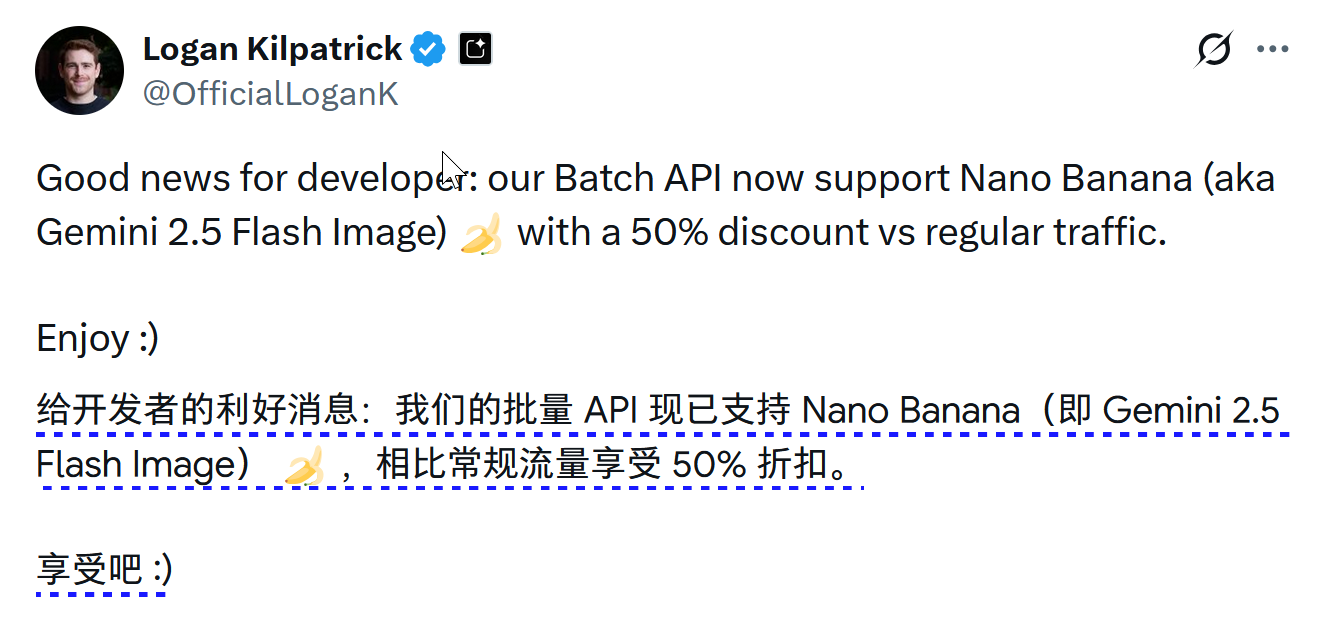 Logan Kilpatrick
@OfficialLoganK
Good news for developer: our Batch API now support Nano Banana (aka
Gemini 2.5 Flash Image) 🍌 with a 50% discount vs regular traffic.
Enjoy :)
给开发者的利好消息：我们的批量 API 现已支持 Nano Banana（即 Gemini 2.5
Flash Image）🍌，相比常规流量享受 50% 折扣。
享受吧 :)